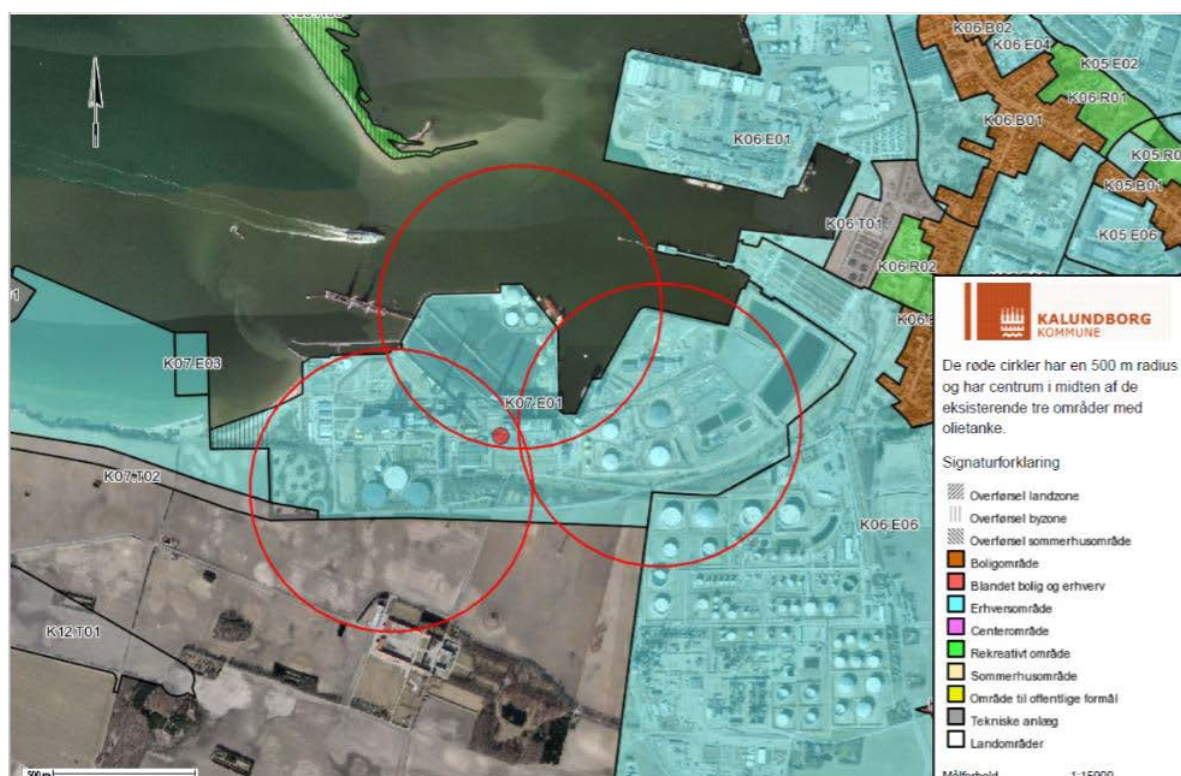 K06.B02
K06.E04
K05.E02
K06.R01
K06.B01
K06.E01
K05.B01
K06.T01
K05.E06
K06.R02
K07.E03
K07.E01
K07.T02
K06.E06
K12.T01
KALUNDBORG
KOMMUNE
De røde cirkler har en 500 m radius
og har centrum i midten af de
eksisterende tre områder med
olietanke.
Signaturforklaring
Overførsel landzone
Overførsel byzone
Overførsel sommerhusområde
Boligområde
Blandet bolig og erhverv
Erhversområde
Centerområde
Rekreativt område
Sommerhusområde
Område til offentlige formål
Tekniske anlæg
Landområder
Målforhold 1:15000
500 m